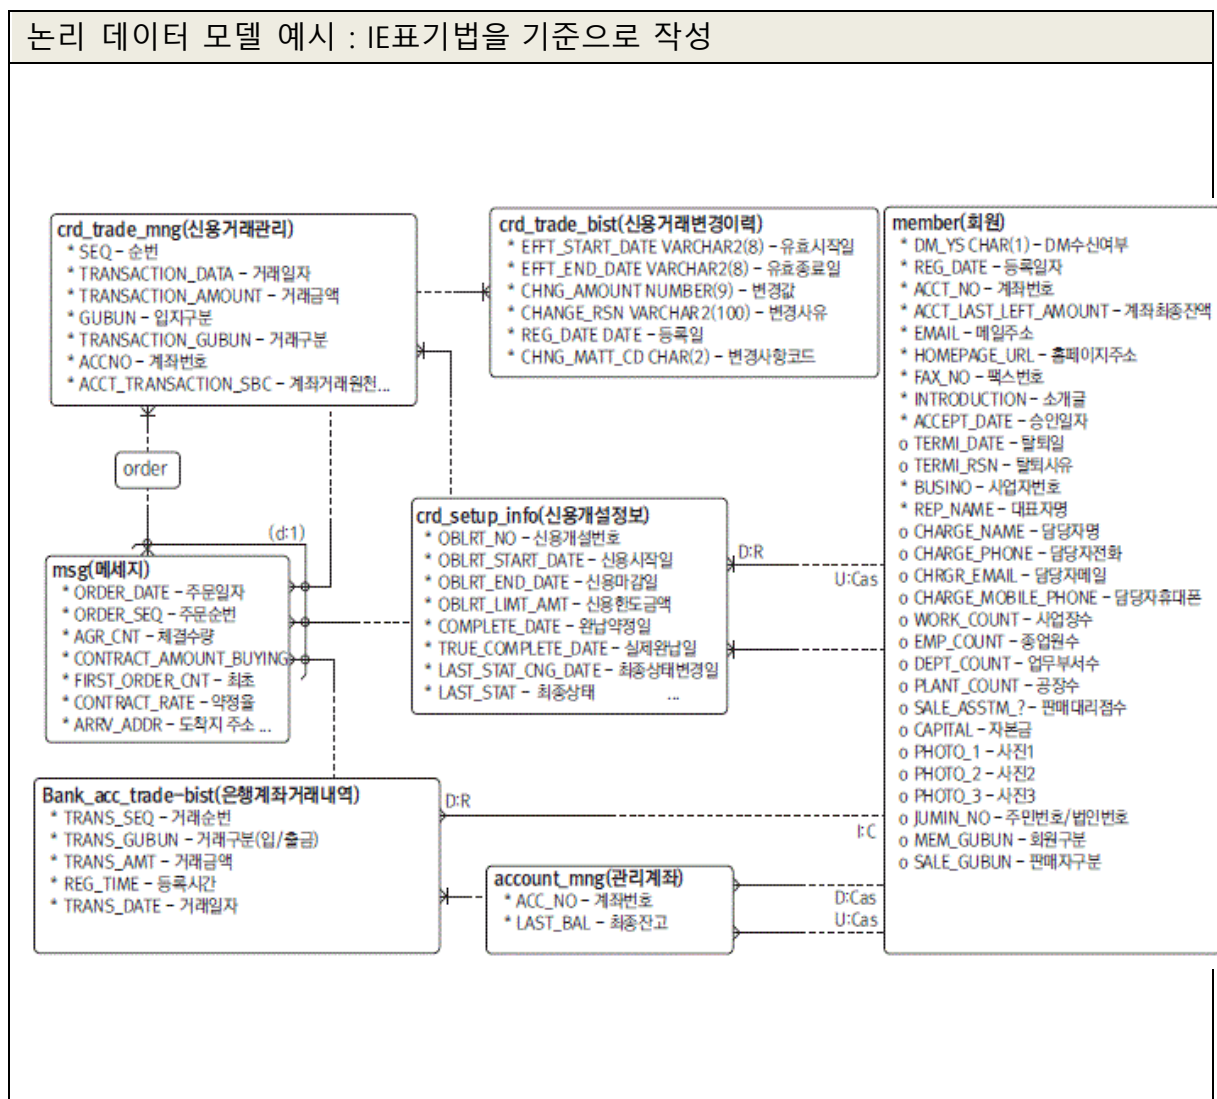 논리 데이터 모델 예시 : IE표기법을 기준으로 작성
crd_trade_mng(신용거래관리)
* SEQ – 순번
* TRANSACTION_DATA – 거래일자
* TRANSACTION_AMOUNT – 거래금액
* GUBUN – 입지구분
* TRANSACTION_GUBUN – 거래구분
* ACCNO – 계좌번호
* ACCT_TRANSACTION_SBC – 계좌거래원천...
crd_trade_bist(신용거래변경이력)
* EFFT_START_DATE VARCHAR2(8) – 유효시작일
* EFFT_END_DATE VARCHAR2(8) – 유효종료일
* CHNG_AMOUNT NUMBER(9) – 변경값
* CHANGE_RSN VARCHAR2(100) – 변경사유
* REG_DATE DATE – 등록일
* CHNG_MATT_CD CHAR(2) – 변경사항코드
member(회원)
* DM_YS CHAR(1) – DM수신여부
* REG_DATE – 등록일자
* ACCT_NO – 계좌번호
* ACCT_LAST_LEFT_AMOUNT – 계좌최종잔액
* EMAIL – 메일주소
* HOMEPAGE_URL – 홈페이지주소
* FAX_NO – 팩스번호
* INTRODUCTION – 소개글
* ACCEPT_DATE – 승인일자
o TERMI_DATE – 탈퇴일
o TERMI_RSN – 탈퇴사유
* BUSINO – 사업자번호
* REP_NAME – 대표자명
o CHARGE_NAME – 담당자명
o CHARGE_PHONE – 담당자전화
o CHRGR_EMAIL – 담당자메일
o CHARGE_MOBILE_PHONE – 담당자휴대폰
o WORK_COUNT – 사업장수
o EMP_COUNT – 종업원수
o DEPT_COUNT – 업무부서수
o PLANT_COUNT – 공장수
o SALE_ASSTM_? – 판매대리점수
o CAPITAL – 자본금
o PHOTO_1 – 사진1
o PHOTO_2 – 사진2
o PHOTO_3 – 사진3
o JUMIN_NO – 주민번호/법인번호
o MEM_GUBUN – 회원구분
o SALE_GUBUN – 판매자구분
order
(d:1)
crd_setup_info(신용개설정보)
* OBLRT_NO – 신용개설번호
* OBLRT_START_DATE – 신용시작일
* OBLRT_END_DATE – 신용마감일
* OBLRT_LIMT_AMT – 신용한도금액
* COMPLETE_DATE – 완납약정일
* TRUE_COMPLETE_DATE – 실제완납일
* LAST_STAT_CNG_DATE – 최종상태변경일
* LAST_STAT – 최종상태 ...
D:R
U:Cas
msg(메세지)
* ORDER_DATE – 주문일자
* ORDER_SEQ – 주문순번
* AGR_CNT – 체결수량
* CONTRACT_AMOUNT_BUYING
* FIRST_ORDER_CNT – 최초
* CONTRACT_RATE – 약정율
* ARRV_ADDR – 도착지 주소 ...
Bank_acc_trade-bist(은행계좌거래내역)
* TRANS_SEQ – 거래순번
* TRANS_GUBUN – 거래구분(입/출금)
* TRANS_AMT – 거래금액
* REG_TIME – 등록시간
* TRANS_DATE – 거래일자
D:R
I:C
account_mng(관리계좌)
* ACC_NO – 계좌번호
* LAST_BAL – 최종잔고
D:Cas
U:Cas